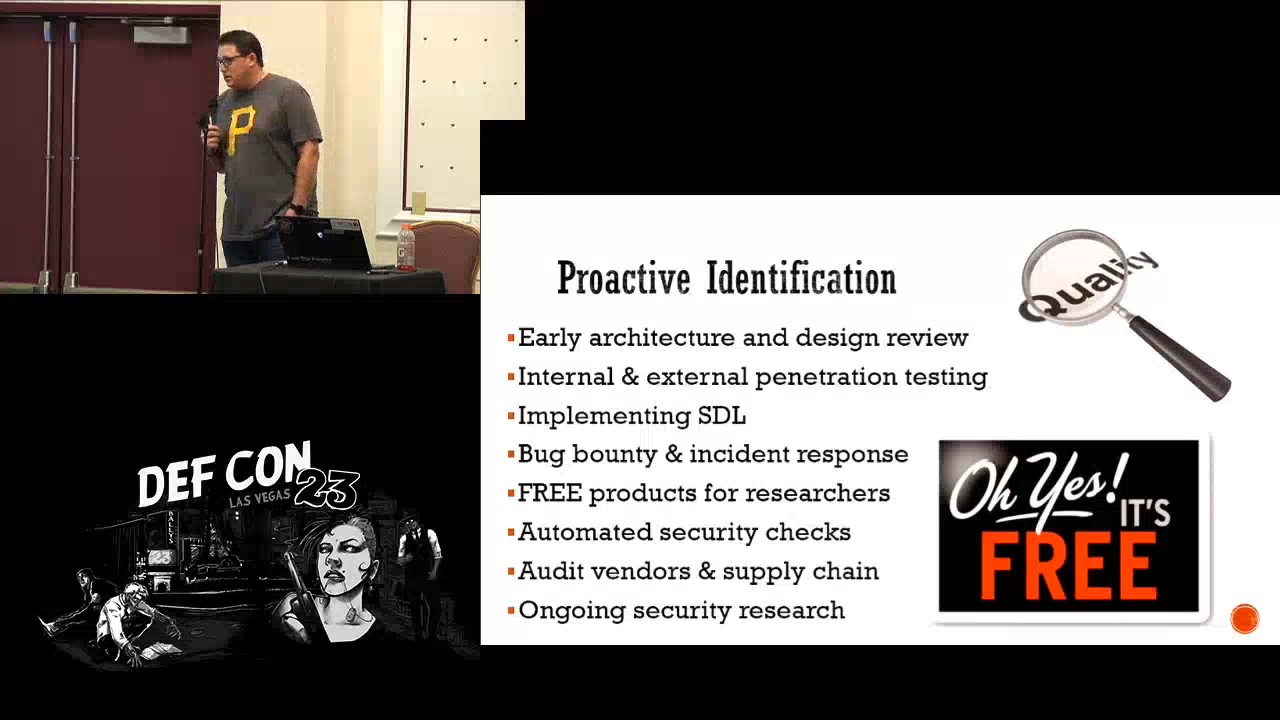 P
Proactive Identification
Quality
Early architecture and design review
Internal & external penetration testing
Implementing SDL
Bug bounty & incident response
FREE products for researchers
Automated security checks
Audit vendors & supply chain
Ongoing security research
Oh Yes!
IT'S
FREE
DEF CON
LAS VEGAS 23
BALLY'S
23